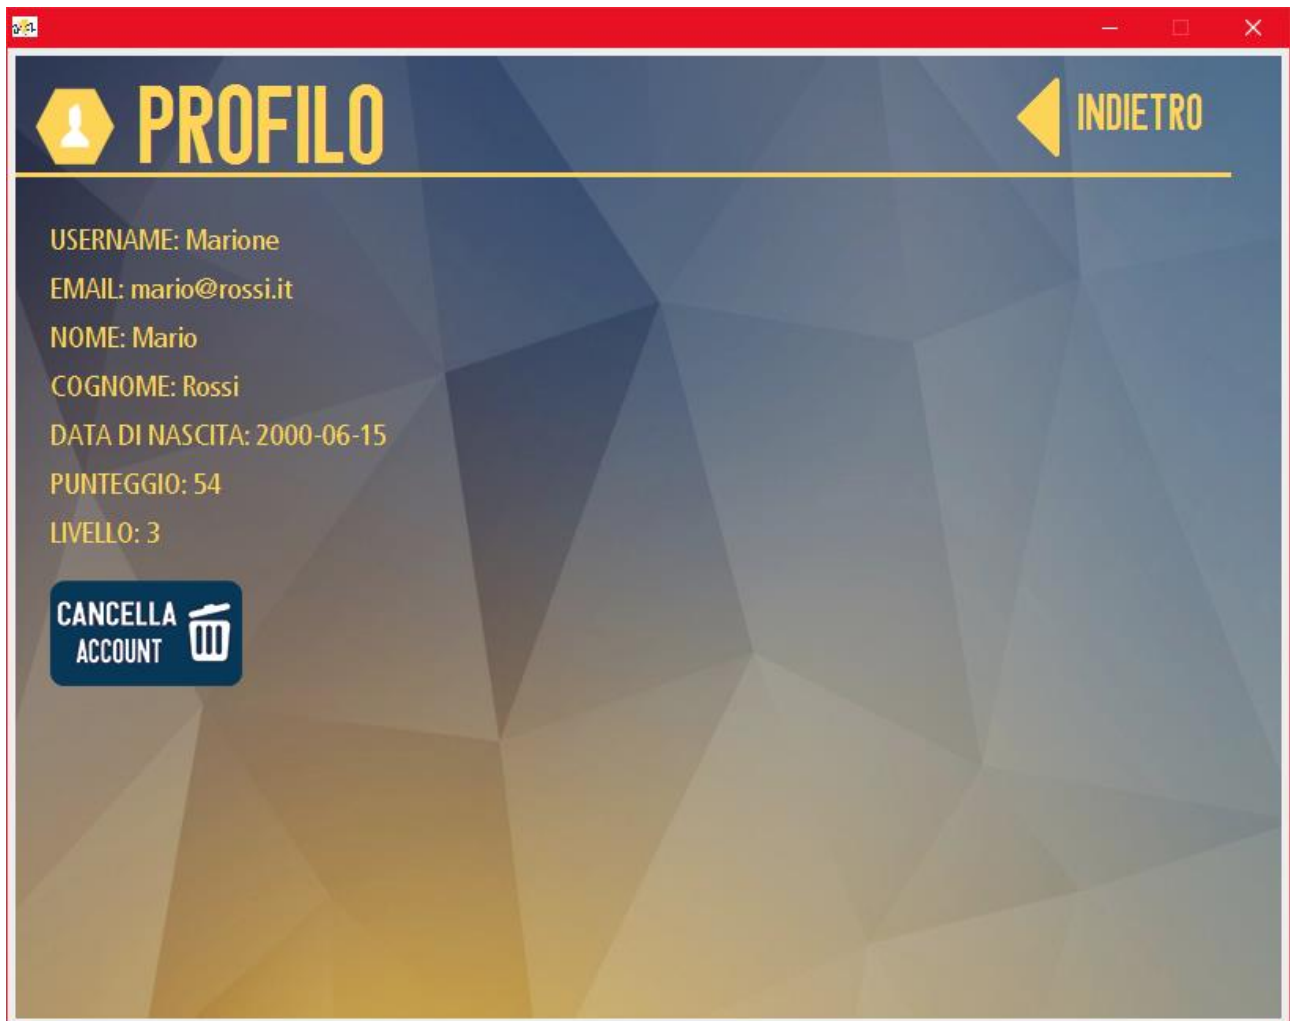 PROFILO
INDIETRO
USERNAME: Marione
EMAIL: mario@rossi.it
NOME: Mario
COGNOME: Rossi
DATA DI NASCITA: 2000-06-15
PUNTEGGIO: 54
LIVELLO: 3
CANCELLA
ACCOUNT